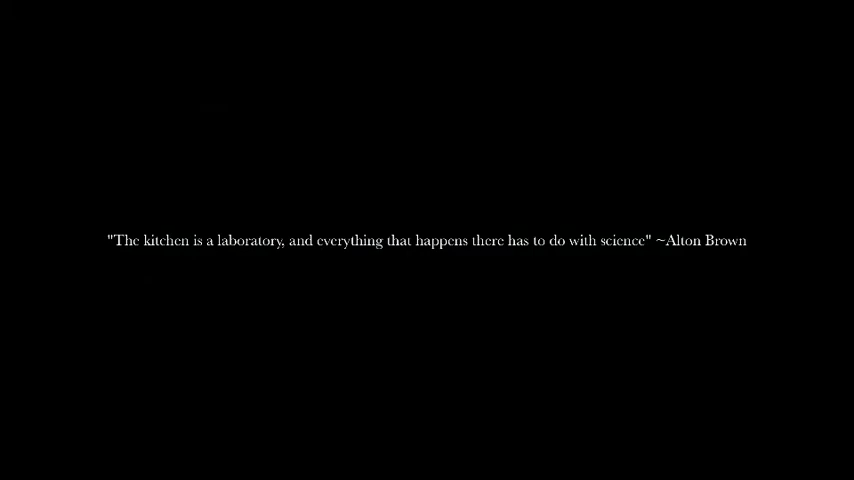 "The kitchen is a laboratory, and everything that happens there has to do with science" ~Alton Brown